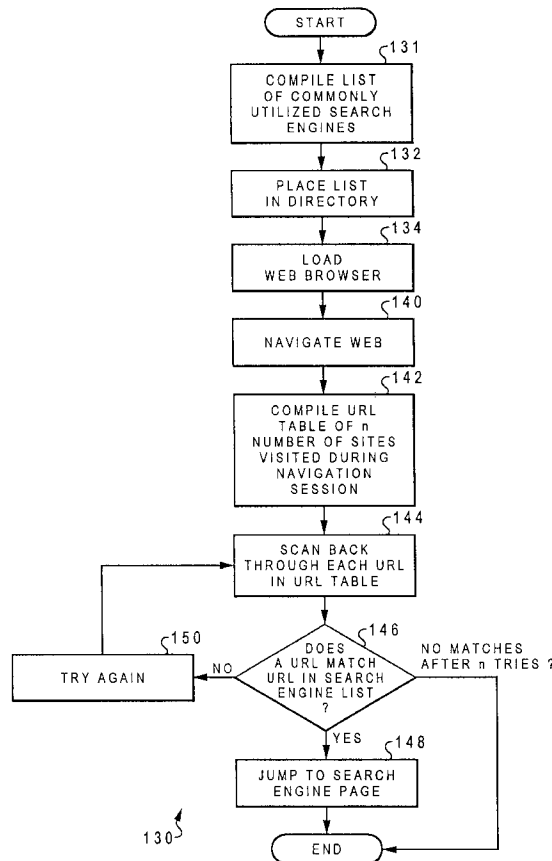 START
131
COMPILE LIST
OF COMMONLY
UTILIZED SEARCH
ENGINES
132
PLACE LIST
IN DIRECTORY
134
LOAD
WEB BROWSER
140
NAVIGATE WEB
142
COMPILE URL
TABLE OF n
NUMBER OF SITES
VISITED DURING
NAVIGATION
SESSION
144
SCAN BACK
THROUGH EACH URL
IN URL TABLE
146
DOES
A URL MATCH
URL IN SEARCH
ENGINE LIST
?
NO MATCHES
AFTER n TRIES ?
NO
150
TRY AGAIN
YES
148
JUMP TO SEARCH
ENGINE PAGE
130
END